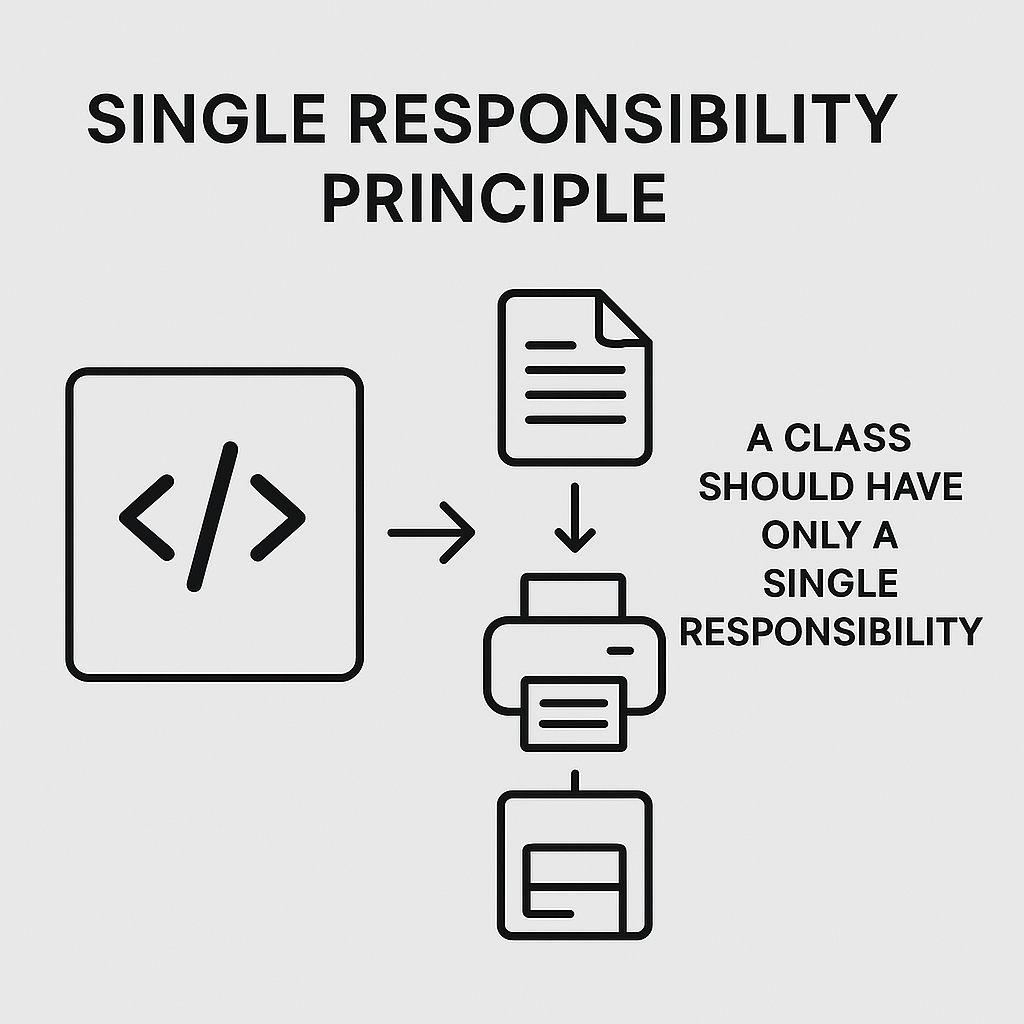 SINGLE RESPONSIBILITY
PRINCIPLE
</>
A CLASS
SHOULD HAVE
ONLY A
SINGLE
RESPONSIBILITY